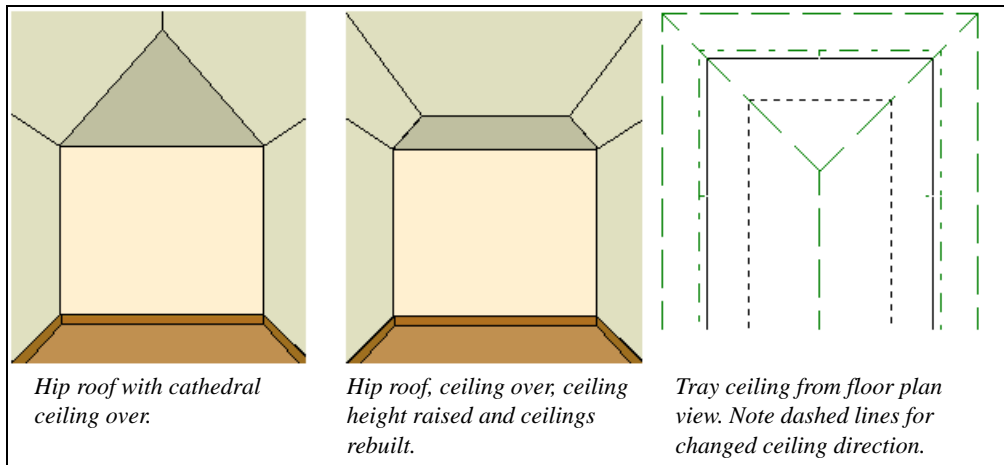 Hip roof with cathedral
ceiling over.
Hip roof, ceiling over, ceiling
height raised and ceilings
rebuilt.
Tray ceiling from floor plan
view. Note dashed lines for
changed ceiling direction.